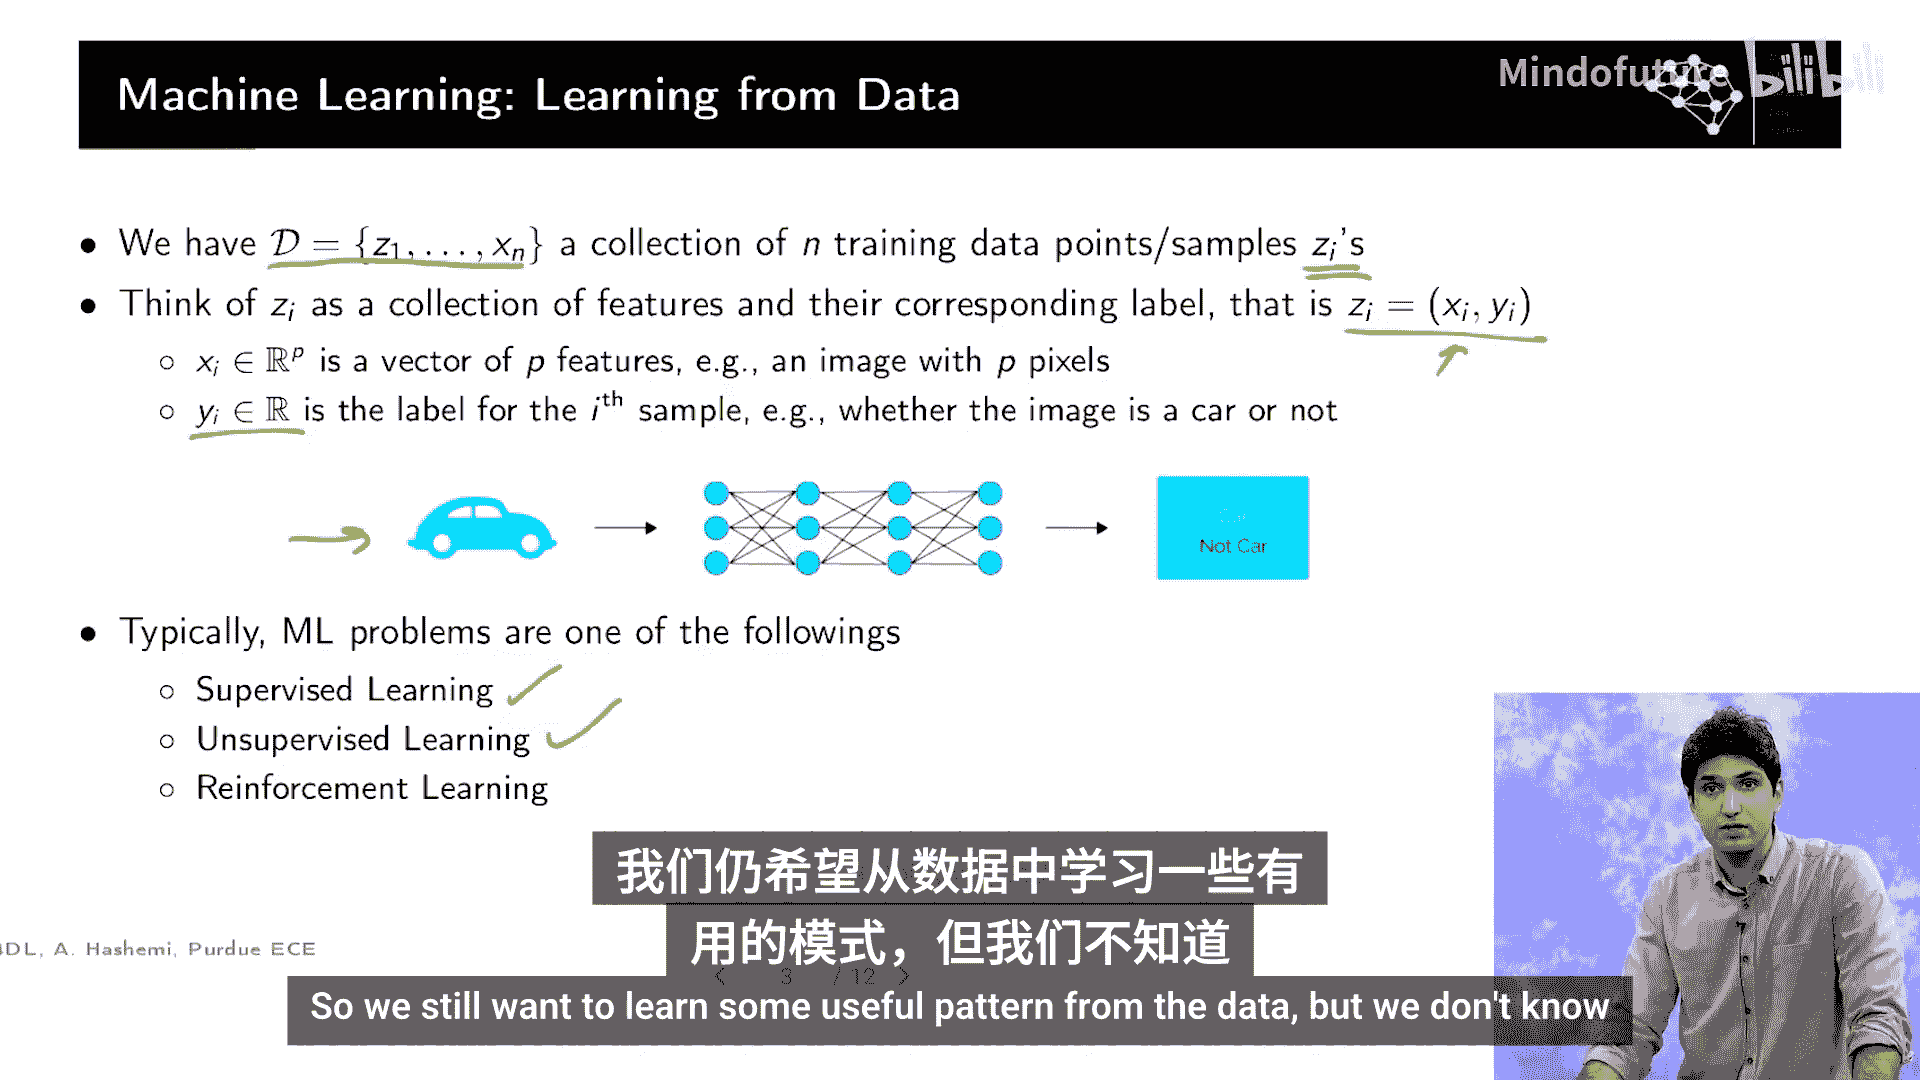 Machine Learning: Learning from Data
Mindofuture
bilibili
• We have 𝒟 = {z₁, . . . , xₙ} a collection of n training data points/samples zᵢ's
• Think of zᵢ as a collection of features and their corresponding label, that is zᵢ = (xᵢ, yᵢ)
○ xᵢ ∈ ℝᵖ is a vector of p features, e.g., an image with p pixels
○ yᵢ ∈ ℝ is the label for the iᵗʰ sample, e.g., whether the image is a car or not
Not Car
• Typically, ML problems are one of the followings
○ Supervised Learning
○ Unsupervised Learning
○ Reinforcement Learning
我们仍希望从数据中学习一些有
用的模式，但我们不知道
DL, A. Hashemi, Purdue ECE
3 / 12
So we still want to learn some useful pattern from the data, but we don't know